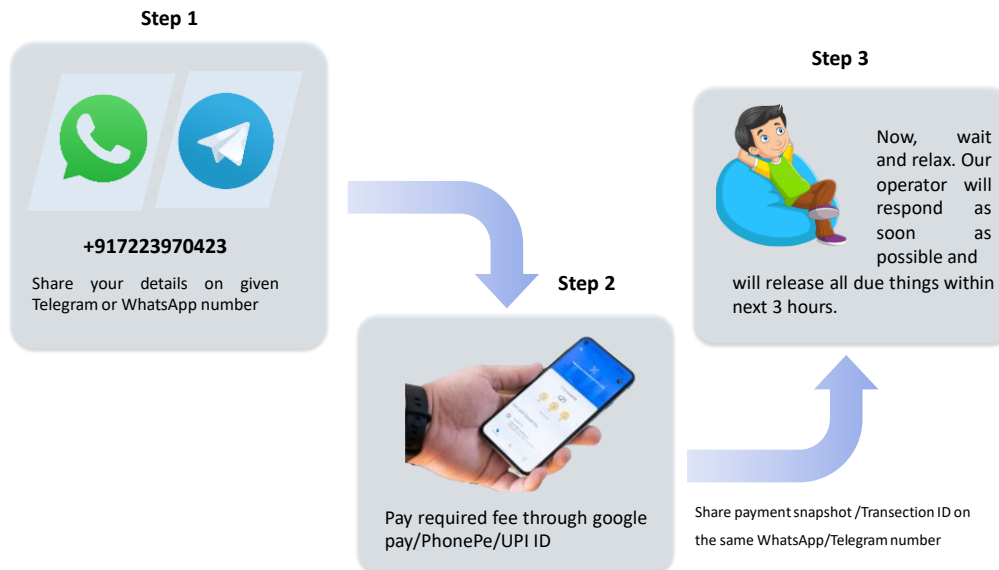 Step 1
+917223970423
Share your details on given
Telegram or WhatsApp number
Step 2
Pay required fee through google
pay/PhonePe/UPI ID
Step 3
Now, wait
and relax. Our
operator will
respond as
soon as
possible and
will release all due things within
next 3 hours.
Share payment snapshot /Transection ID on
the same WhatsApp/Telegram number